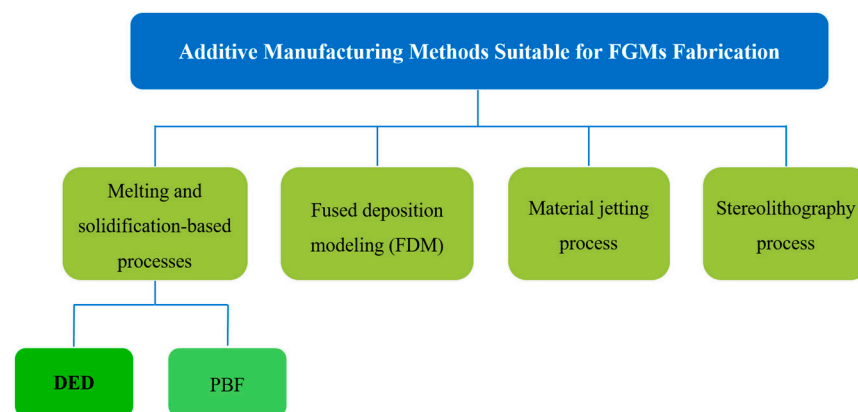 Additive Manufacturing Methods Suitable for FGMs Fabrication
Melting and
solidification-based
processes
Fused deposition
modeling (FDM)
Material jetting
process
Stereolithography
process
DED
PBF